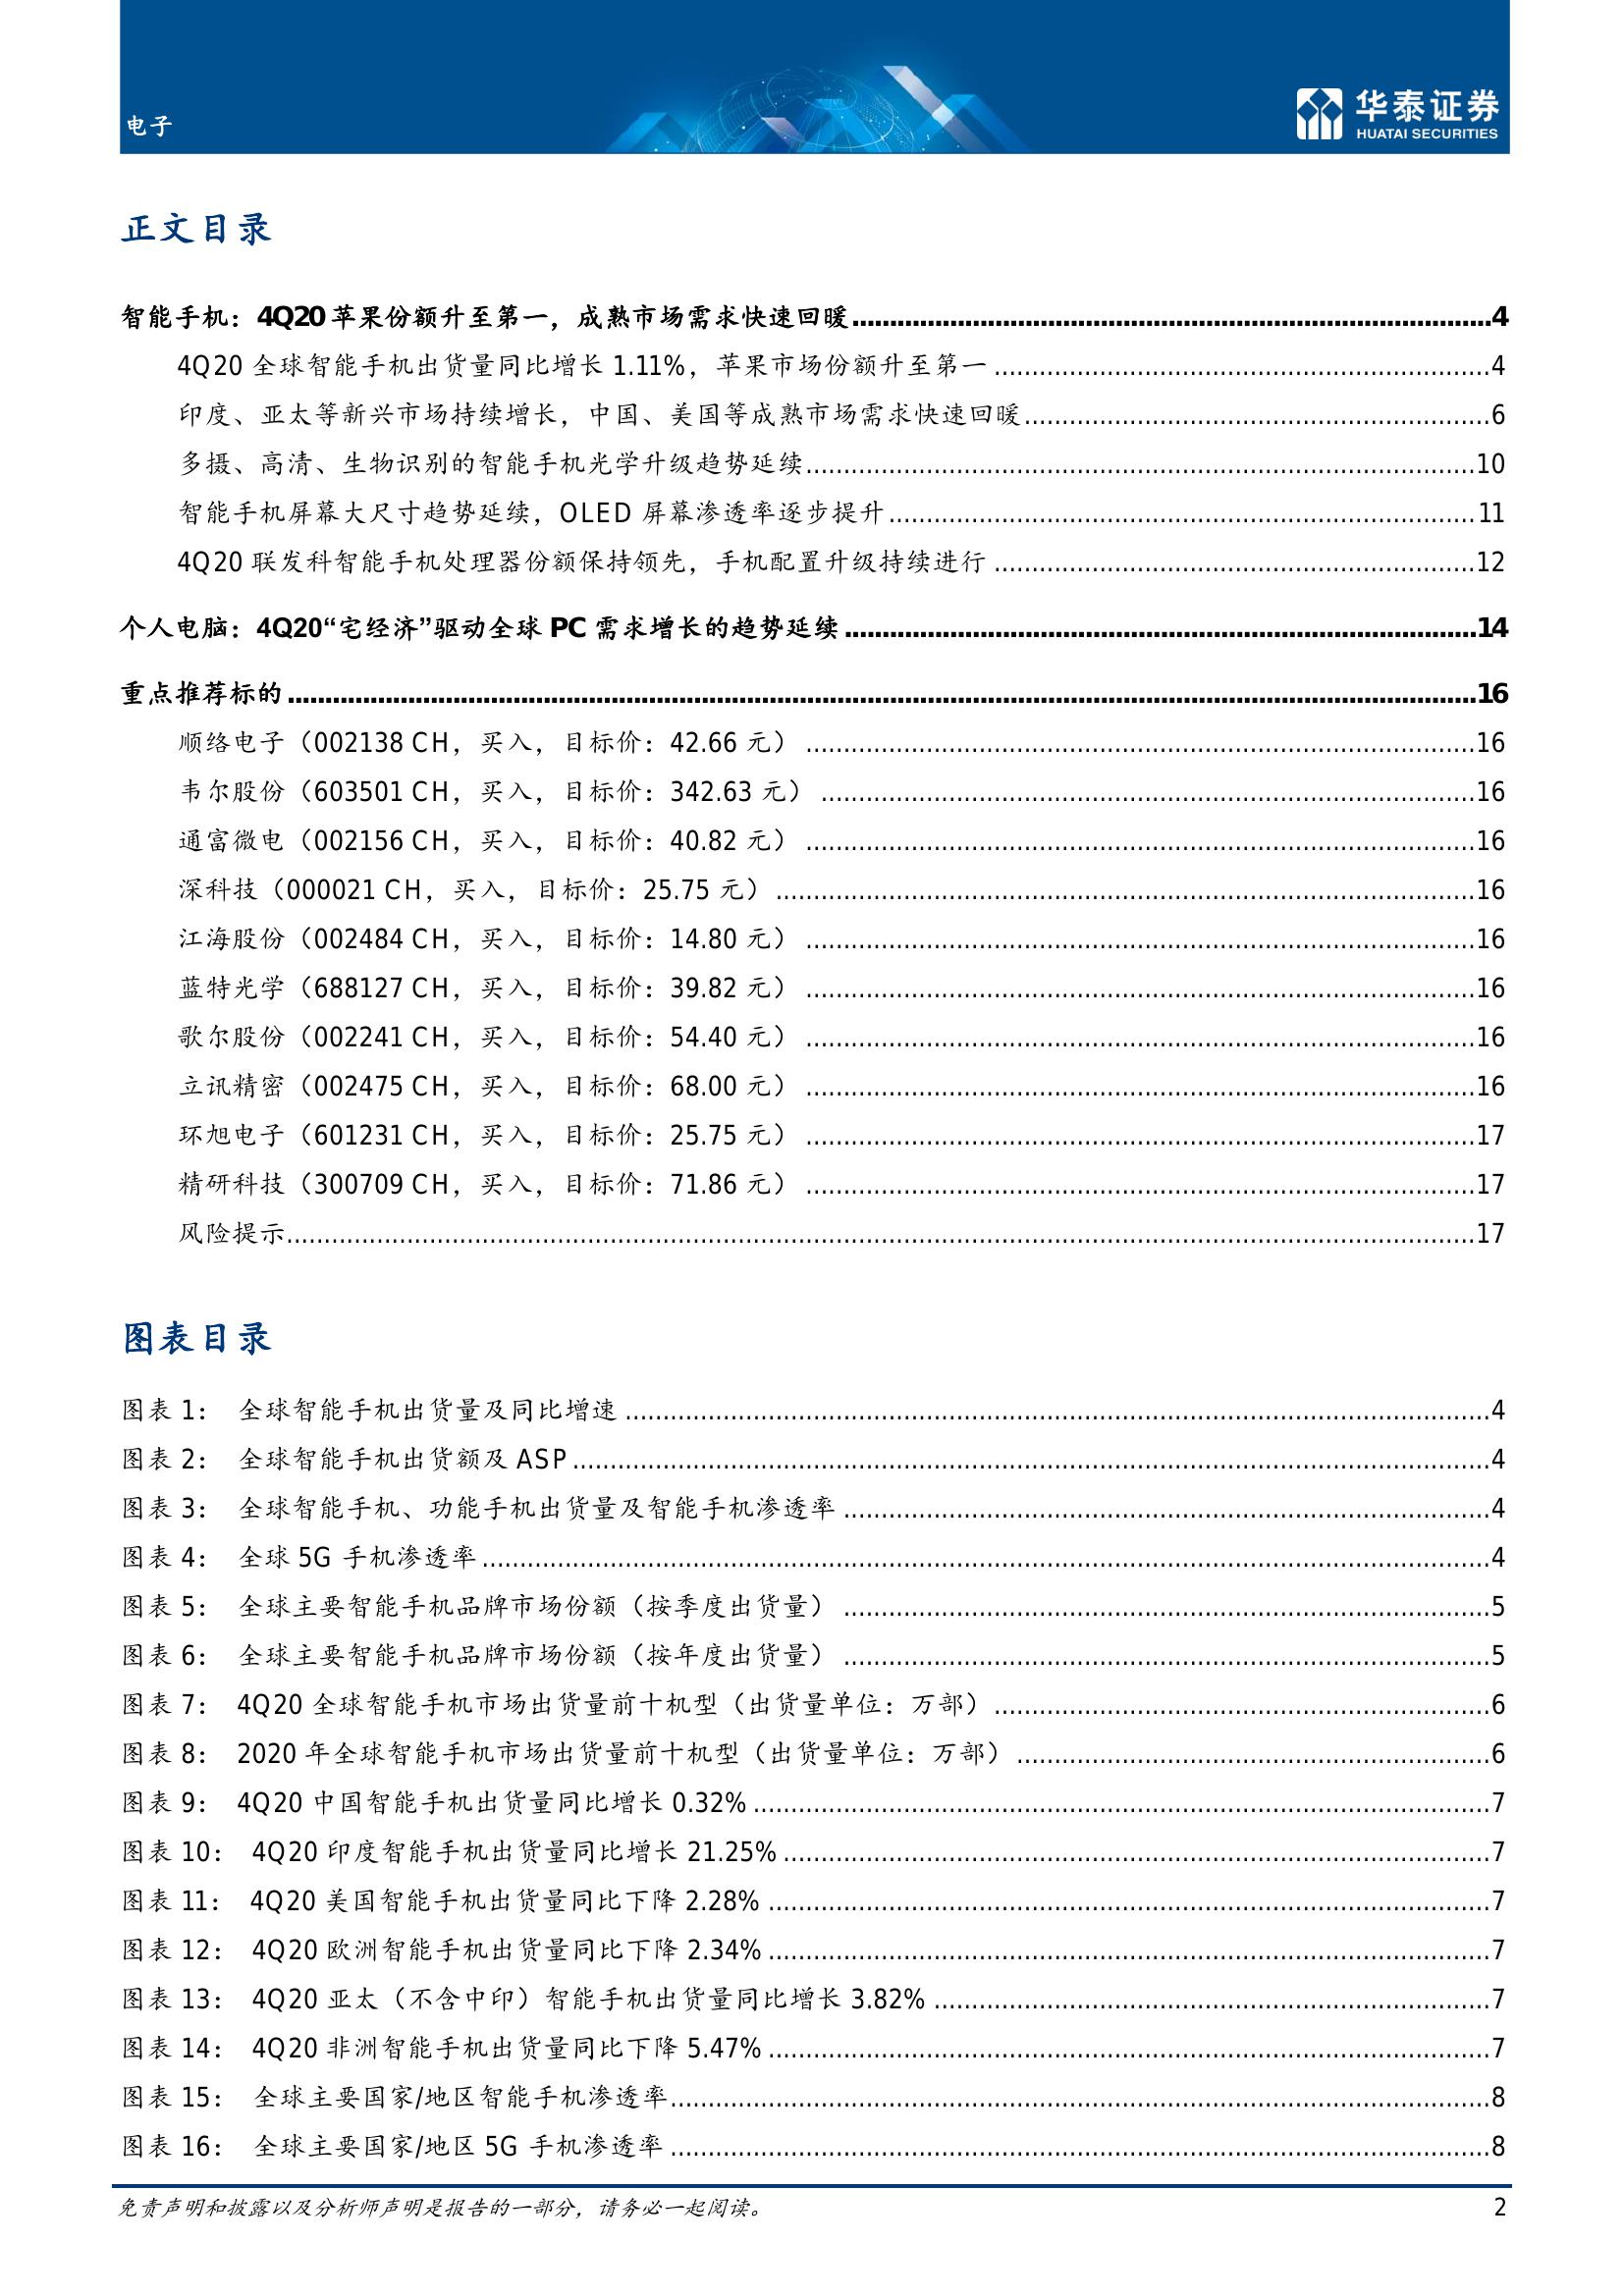 电子
华泰证券
HUATAI SECURITIES
正文目录
智能手机：4Q20 苹果份额升至第一，成熟市场需求快速回暖....................4
4Q20 全球智能手机出货量同比增长 1.11%，苹果市场份额升至第一....................4
印度、亚太等新兴市场持续增长，中国、美国等成熟市场需求快速回暖....................6
多摄、高清、生物识别的智能手机光学升级趋势延续....................10
智能手机屏幕大尺寸趋势延续，OLED 屏幕渗透率逐步提升....................11
4Q20 联发科智能手机处理器份额保持领先，手机配置升级持续进行....................12
个人电脑：4Q20“宅经济”驱动全球 PC 需求增长的趋势延续....................14
重点推荐标的....................16
顺络电子（002138 CH，买入，目标价：42.66 元）....................16
韦尔股份（603501 CH，买入，目标价：342.63 元）....................16
通富微电（002156 CH，买入，目标价：40.82 元）....................16
深科技（000021 CH，买入，目标价：25.75 元）....................16
江海股份（002484 CH，买入，目标价：14.80 元）....................16
蓝特光学（688127 CH，买入，目标价：39.82 元）....................16
歌尔股份（002241 CH，买入，目标价：54.40 元）....................16
立讯精密（002475 CH，买入，目标价：68.00 元）....................16
环旭电子（601231 CH，买入，目标价：25.75 元）....................17
精研科技（300709 CH，买入，目标价：71.86 元）....................17
风险提示....................17
图表目录
图表 1： 全球智能手机出货量及同比增速....................4
图表 2： 全球智能手机出货额及 ASP....................4
图表 3： 全球智能手机、功能手机出货量及智能手机渗透率....................4
图表 4： 全球 5G 手机渗透率....................4
图表 5： 全球主要智能手机品牌市场份额（按季度出货量）....................5
图表 6： 全球主要智能手机品牌市场份额（按年度出货量）....................5
图表 7： 4Q20 全球智能手机市场出货量前十机型（出货量单位：万部）....................6
图表 8： 2020 年全球智能手机市场出货量前十机型（出货量单位：万部）....................6
图表 9： 4Q20 中国智能手机出货量同比增长 0.32%....................7
图表 10： 4Q20 印度智能手机出货量同比增长 21.25%....................7
图表 11： 4Q20 美国智能手机出货量同比下降 2.28%....................7
图表 12： 4Q20 欧洲智能手机出货量同比下降 2.34%....................7
图表 13： 4Q20 亚太（不含中印）智能手机出货量同比增长 3.82%....................7
图表 14： 4Q20 非洲智能手机出货量同比下降 5.47%....................7
图表 15： 全球主要国家/地区智能手机渗透率....................8
图表 16： 全球主要国家/地区 5G 手机渗透率....................8
免责声明和披露以及分析师声明是报告的一部分，请务必一起阅读。 2